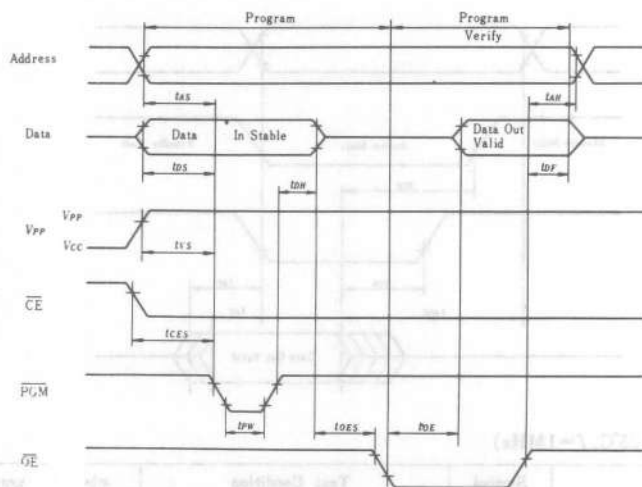 Program
Program
Verify
Address
tAS
tAH
Data
Data
In Stable
Data Out
Valid
tDS
tDH
tDF
VPP
VPP
VCC
tVS
CE
tCES
PGM
tPW
tOES
tOE
OE